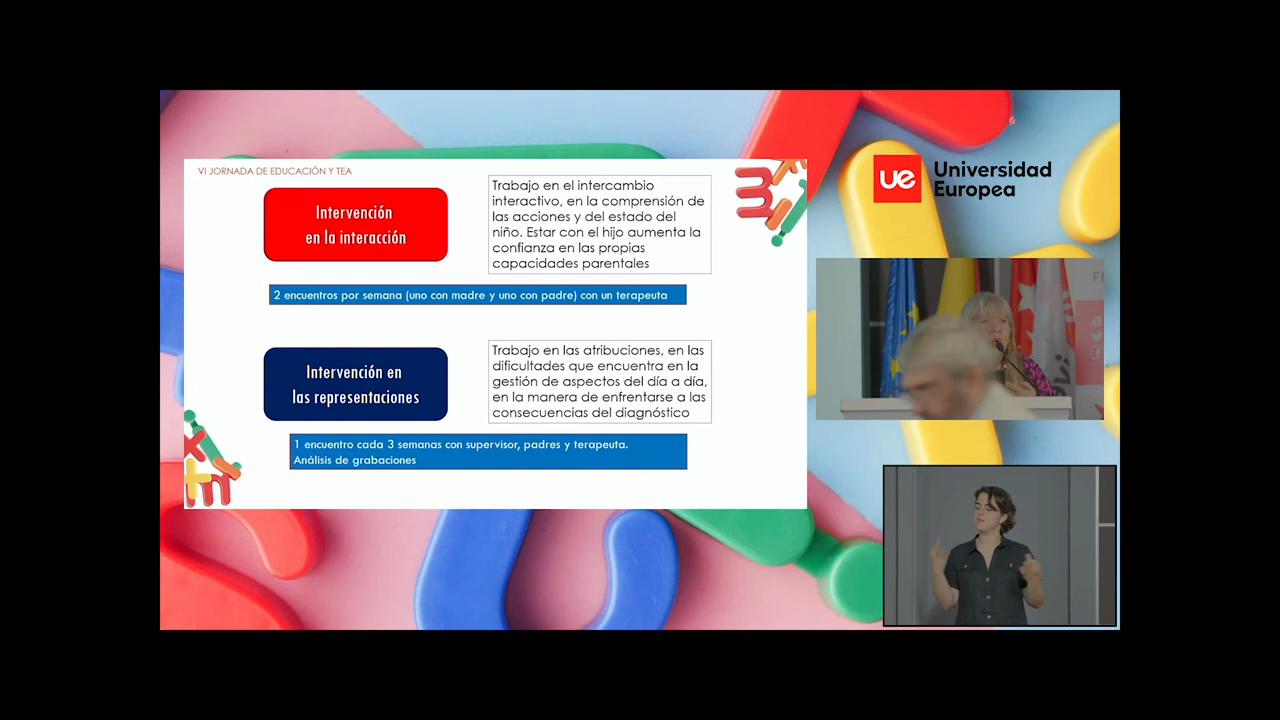 VI JORNADA DE EDUCACIÓN Y TEA
Intervención
en la interacción
Trabajo en el intercambio
interactivo, en la comprensión de
las acciones y del estado del
niño. Estar con el hijo aumenta la
confianza en las propias
capacidades parentales
2 encuentros por semana (uno con madre y uno con padre) con un terapeuta
Intervención en
las representaciones
Trabajo en las atribuciones, en las
dificultades que encuentra en la
gestión de aspectos del día a día,
en la manera de enfrentarse a las
consecuencias del diagnóstico
1 encuentro cada 3 semanas con supervisor, padres y terapeuta.
Análisis de grabaciones
ue
Universidad
Europea